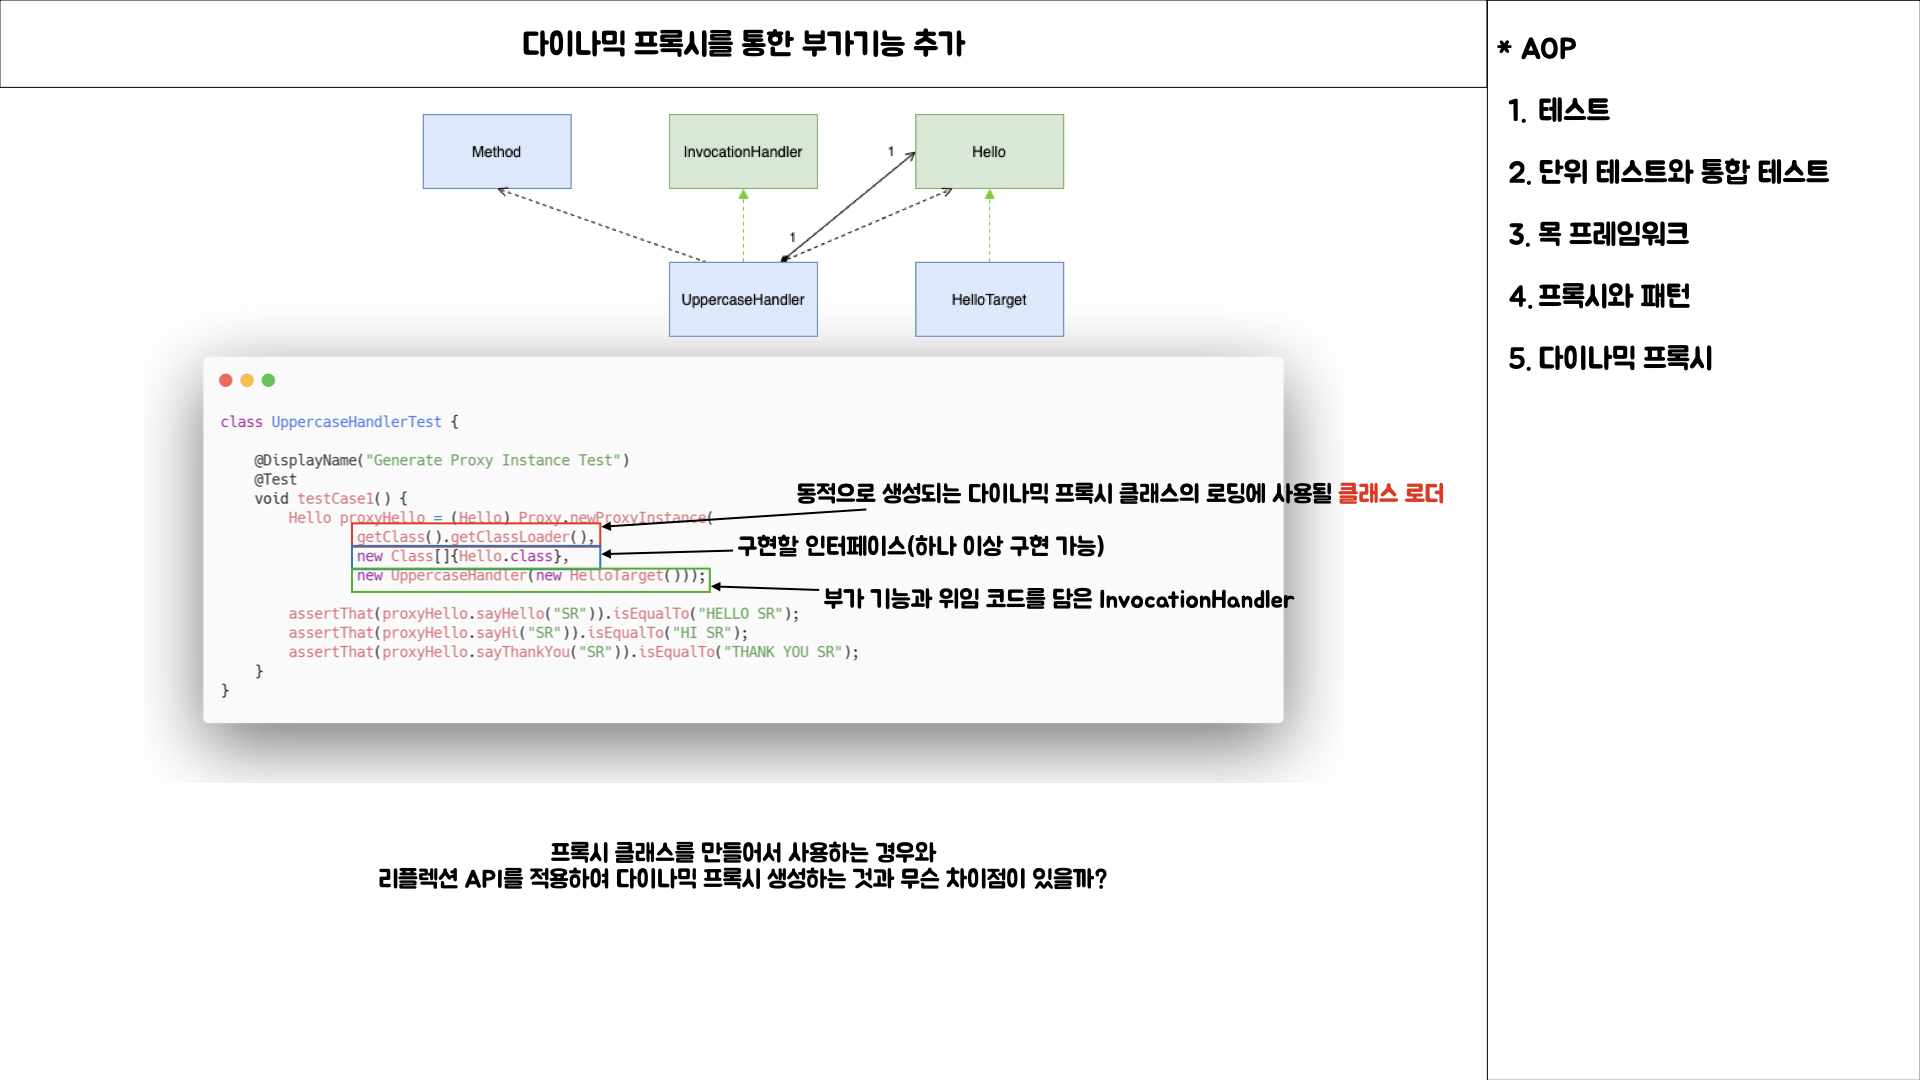 다이나믹 프록시를 통한 부가기능 추가
Method
InvocationHandler
Hello
1
1
UppercaseHandler
HelloTarget
class UppercaseHandlerTest {
@DisplayName("Generate Proxy Instance Test")
@Test
void testCase1() {
Hello proxyHello = (Hello) Proxy.newProxyInstance(
getClass().getClassLoader(),
new Class[]{Hello.class},
new UppercaseHandler(new HelloTarget()));
assertThat(proxyHello.sayHello("SR")).isEqualTo("HELLO SR");
assertThat(proxyHello.sayHi("SR")).isEqualTo("HI SR");
assertThat(proxyHello.sayThankYou("SR")).isEqualTo("THANK YOU SR");
}
}
동적으로 생성되는 다이나믹 프록시 클래스의 로딩에 사용될 클래스 로더
구현할 인터페이스(하나 이상 구현 가능)
부가 기능과 위임 코드를 담은 InvocationHandler
프록시 클래스를 만들어서 사용하는 경우와
리플렉션 API를 적용하여 다이나믹 프록시 생성하는 것과 무슨 차이점이 있을까?
* AOP
1. 테스트
2. 단위 테스트와 통합 테스트
3. 목 프레임워크
4. 프록시와 패턴
5. 다이나믹 프록시